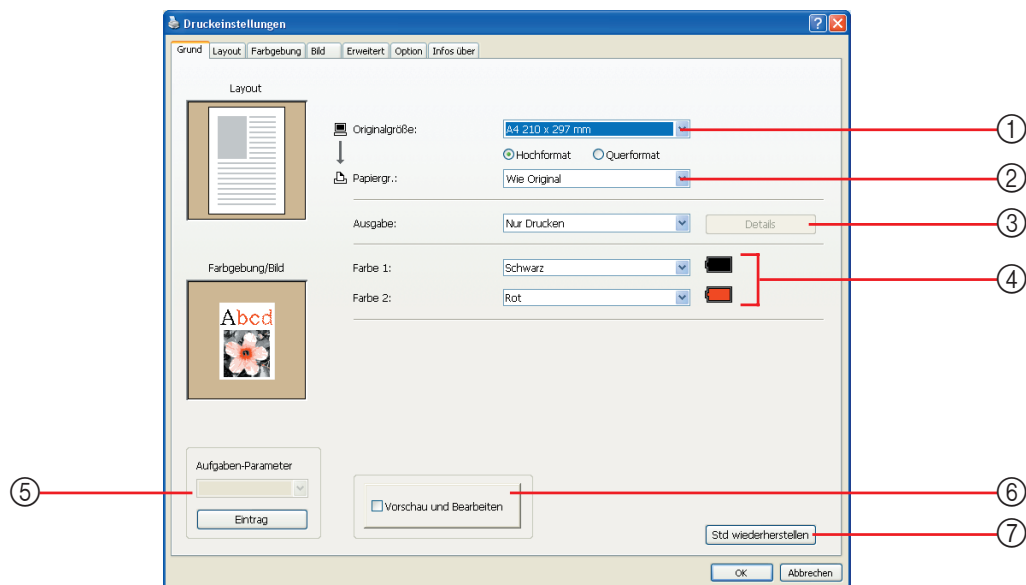 Druckeinstellungen
Grund Layout Farbgebung Bild Erweitert Option Infos über
Layout
Originalgröße: A4 210 x 297 mm ①
Hochformat Querformat
Papiergr.: Wie Original ②
Ausgabe: Nur Drucken Details ③
Farbgebung/Bild
Farbe 1: Schwarz
④
Farbe 2: Rot
Abcd
Aufgaben-Parameter
⑤
Eintrag
Vorschau und Bearbeiten ⑥
Std wiederherstellen ⑦
OK Abbrechen